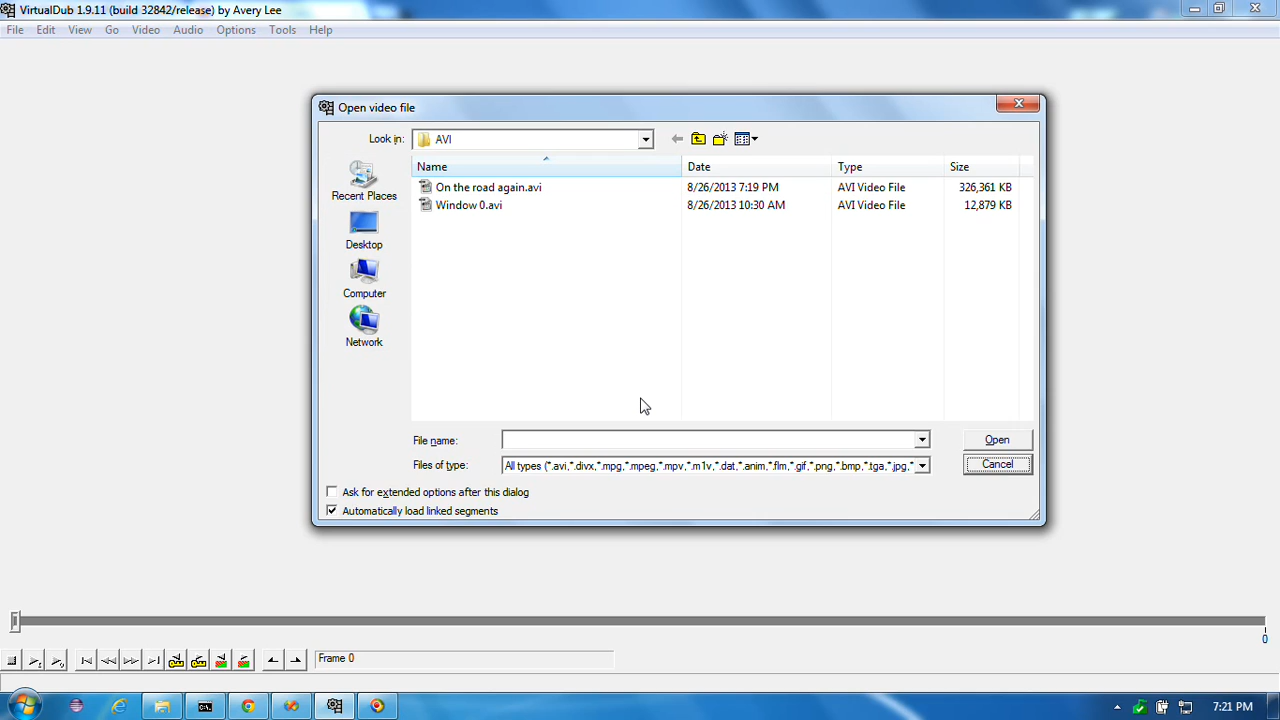 VirtualDub 1.9.11 (build 32842/release) by Avery Lee
File Edit View Go Video Audio Options Tools Help
Open video file
Look in: AVI
Name Date Type Size
On the road again.avi 8/26/2013 7:19 PM AVI Video File 326,361 KB
Window 0.avi 8/26/2013 10:30 AM AVI Video File 12,879 KB
Recent Places
Desktop
Computer
Network
File name: Open
Files of type: All types (*.avi,*.divx,*.mpg,*.mpeg,*.mpv,*.m1v,*.dat,*.anim,*.flm,*.gif,*.png,*.bmp,*.tga,*.jpg,* Cancel
Ask for extended options after this dialog
Automatically load linked segments
0
Frame 0
7:21 PM